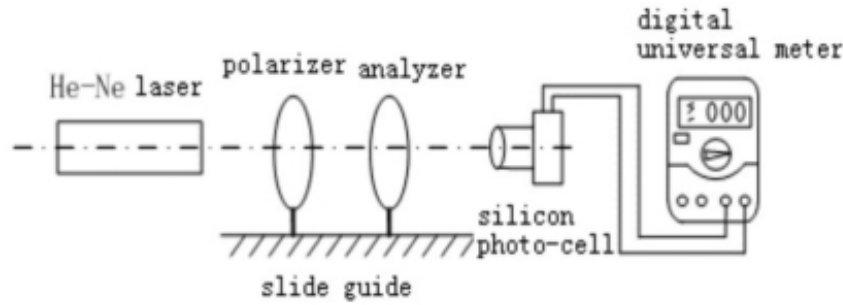 digital
universal meter
polarizer analyzer
He-Ne laser
000
silicon
photo-cell
slide guide